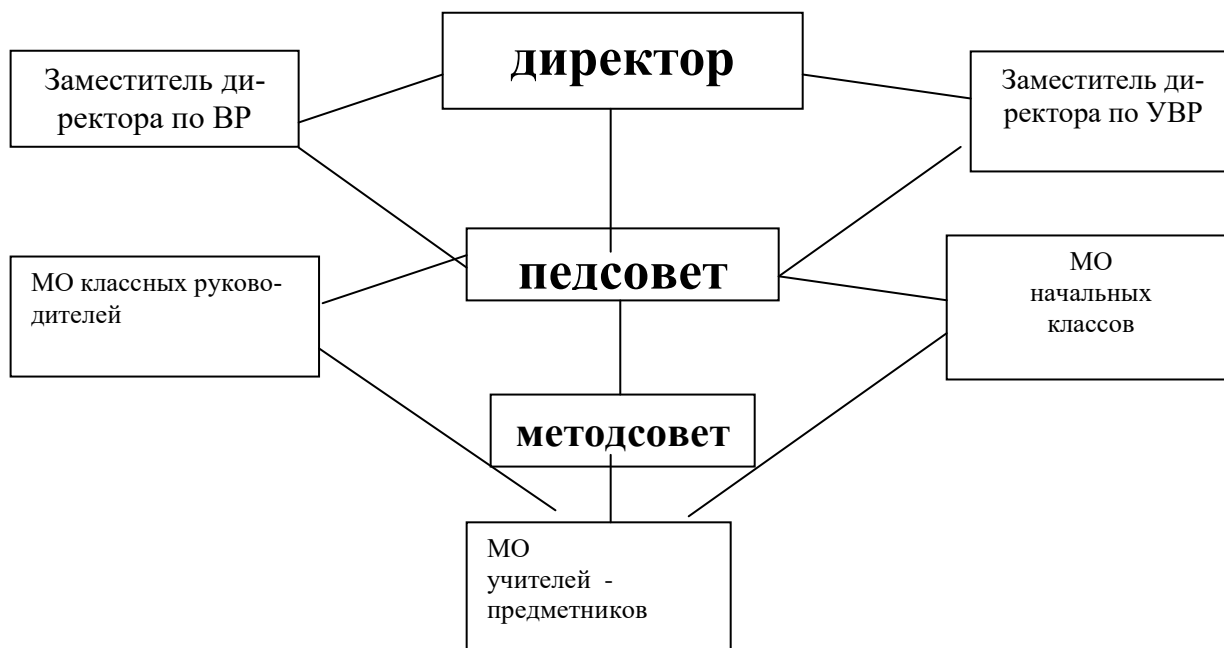 директор
Заместитель ди-
ректора по ВР
Заместитель ди-
ректора по УВР
педсовет
МО классных руково-
дителей
МО
начальных
классов
методсовет
МО
учителей -
предметников